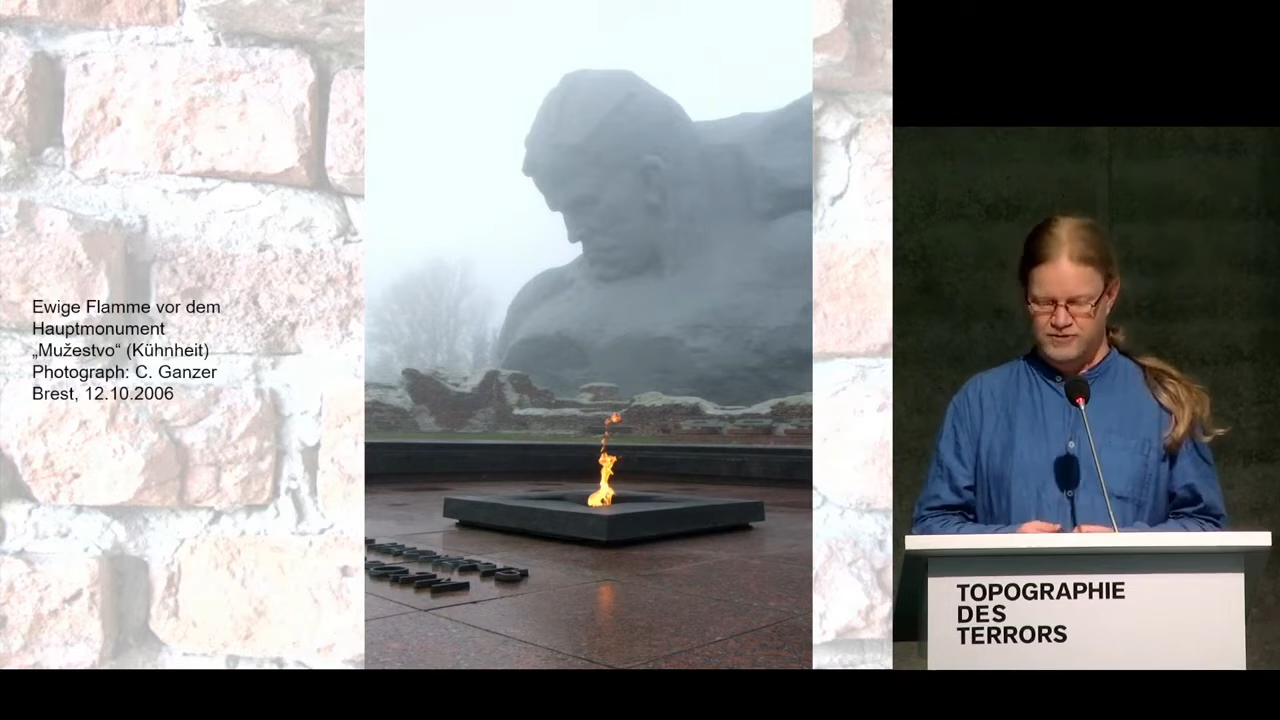 Ewige Flamme vor dem
Hauptmonument
„Mužestvo“ (Kühnheit)
Photograph: C. Ganzer
Brest, 12.10.2006
TOPOGRAPHIE
DES
TERRORS